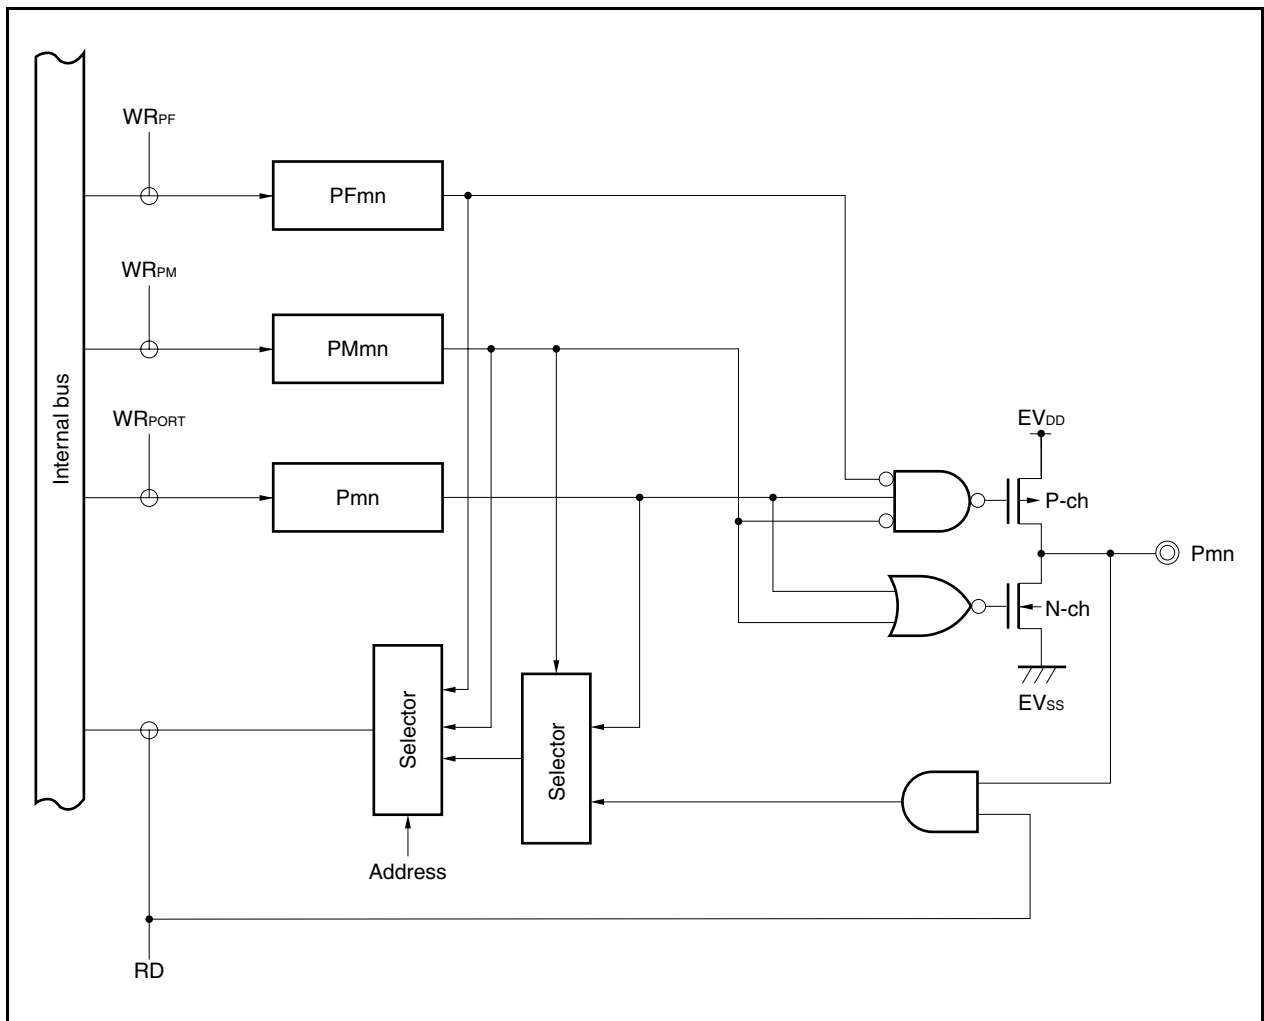 WRPF
PFmn
WRPM
PMmn
Internal bus
WRPORT
Pmn
EVDD
P-ch
Pmn
N-ch
EVSS
Selector
Selector
Address
RD